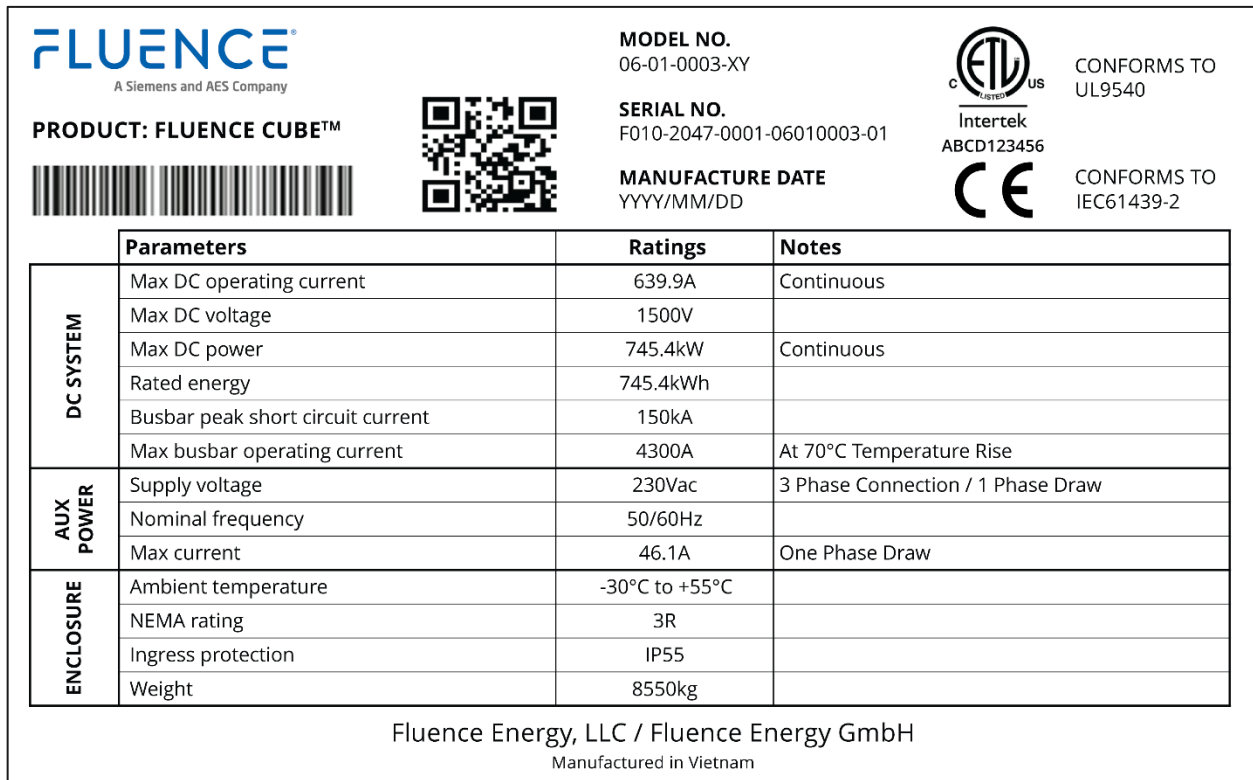 FLUENCE®
A Siemens and AES Company
PRODUCT: FLUENCE CUBE™
MODEL NO.
06-01-0003-XY
SERIAL NO.
F010-2047-0001-06010003-01
MANUFACTURE DATE
YYYY/MM/DD
ETL
C US
LISTED
Intertek
ABCD123456
CONFORMS TO
UL9540
CE
CONFORMS TO
IEC61439-2
Parameters Ratings Notes
DC SYSTEM
Max DC operating current 639.9A Continuous
Max DC voltage 1500V
Max DC power 745.4kW Continuous
Rated energy 745.4kWh
Busbar peak short circuit current 150kA
Max busbar operating current 4300A At 70°C Temperature Rise
AUX
POWER
Supply voltage 230Vac 3 Phase Connection / 1 Phase Draw
Nominal frequency 50/60Hz
Max current 46.1A One Phase Draw
ENCLOSURE
Ambient temperature -30°C to +55°C
NEMA rating 3R
Ingress protection IP55
Weight 8550kg
Fluence Energy, LLC / Fluence Energy GmbH
Manufactured in Vietnam